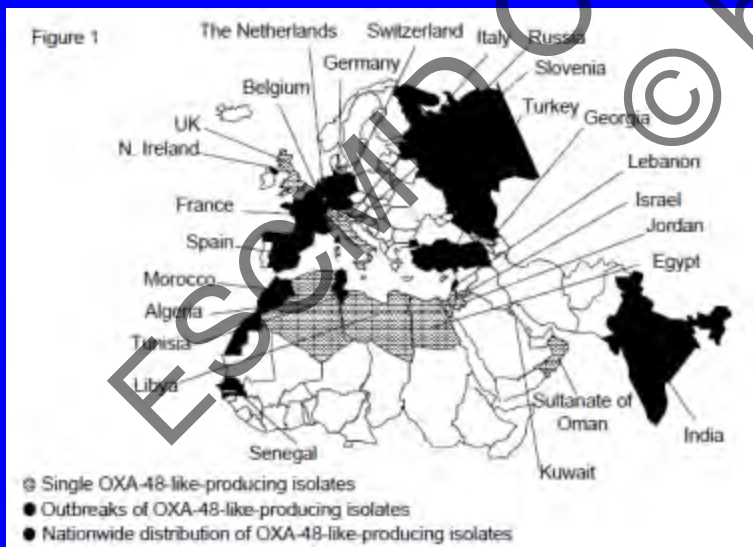 Figure 1
The Netherlands
Switzerland
Italy
Russia
Germany
Slovenia
Belgium
Turkey
Georgia
UK
N. Ireland
Lebanon
Israel
France
Jordan
Spain
Egypt
Morocco
Algeria
Tunisia
Libya
Sultanate of
Oman
India
Senegal
Kuwait
Single OXA-48-like-producing isolates
Outbreaks of OXA-48-like-producing isolates
Nationwide distribution of OXA-48-like-producing isolates
ESCMID ©